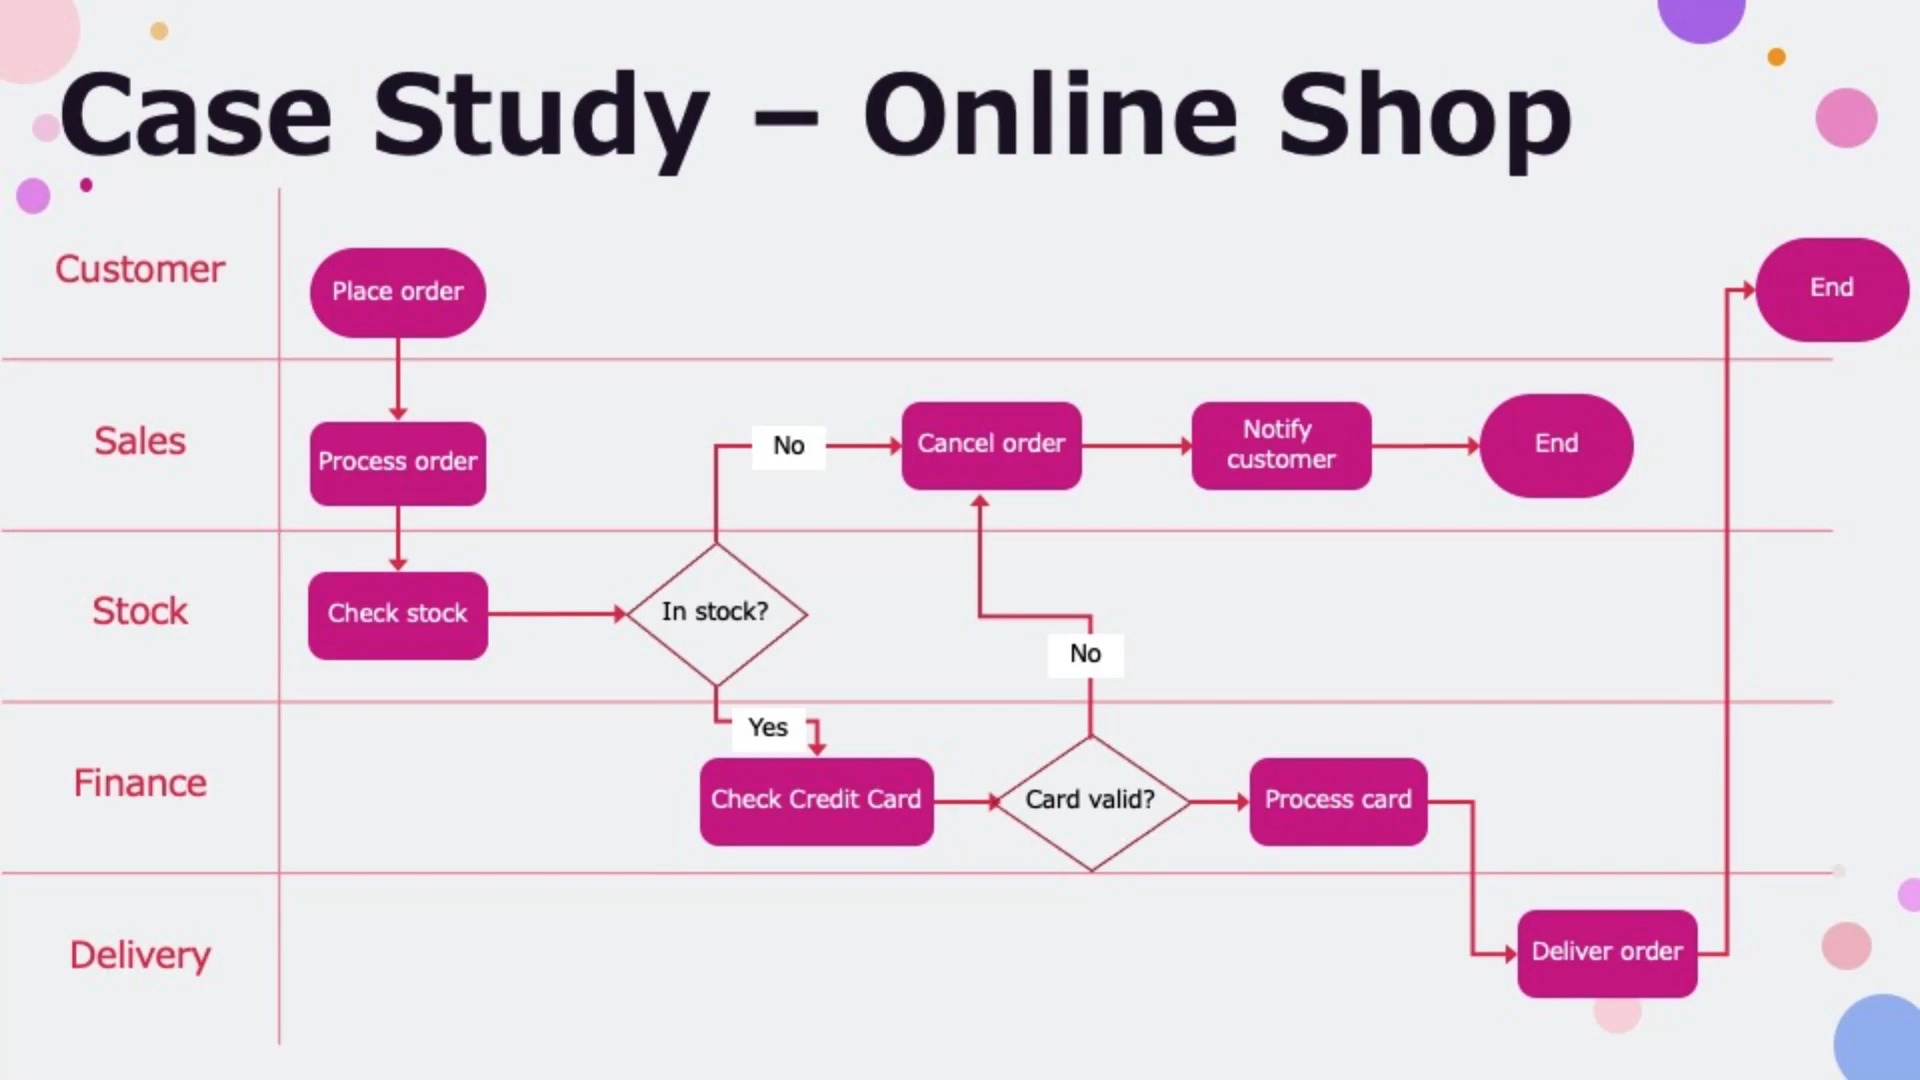 Case Study – Online Shop
Customer
Place order
End
Sales
Process order
No
Cancel order
Notify
customer
End
Stock
Check stock
In stock?
No
Yes
Finance
Check Credit Card
Card valid?
Process card
Delivery
Deliver order